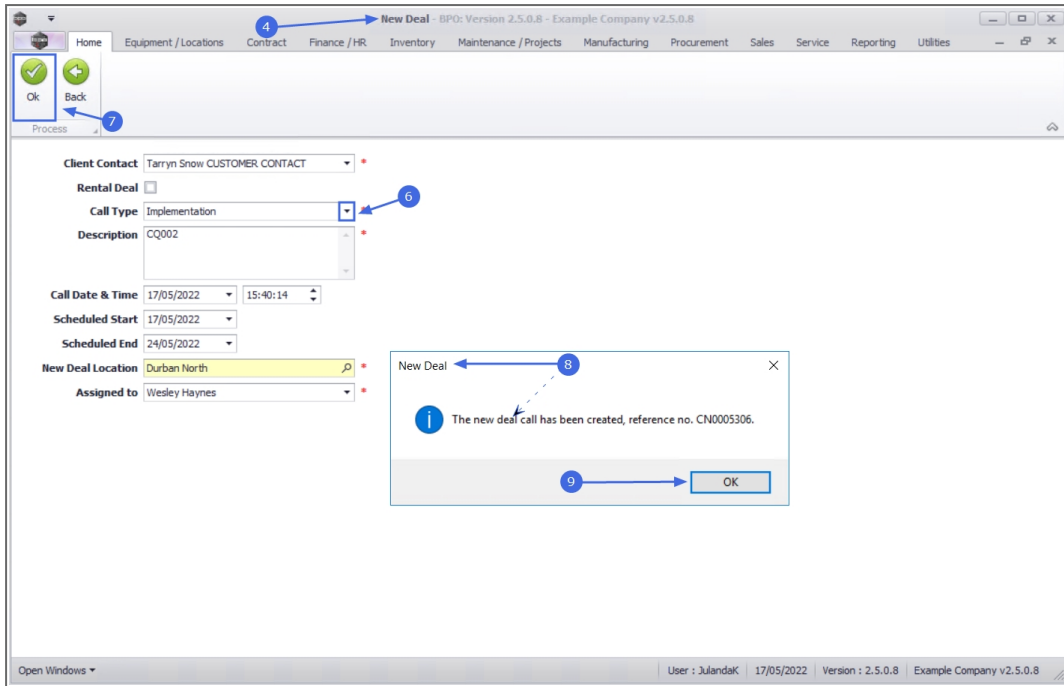 4
New Deal - BPO: Version 2.5.0.8 - Example Company v2.5.0.8
Home Equipment / Locations Contract Finance / HR Inventory Maintenance / Projects Manufacturing Procurement Sales Service Reporting Utilities
Ok Back
7
Process
Client Contact Tarryn Snow CUSTOMER CONTACT *
Rental Deal
6
Call Type Implementation *
Description CQ002 *
Call Date & Time 17/05/2022 15:40:14
Scheduled Start 17/05/2022
Scheduled End 24/05/2022
New Deal Location Durban North *
Assigned to Wesley Haynes *
New Deal 8
The new deal call has been created, reference no. CN0005306.
9 OK
Open Windows User : JulandaK 17/05/2022 Version : 2.5.0.8 Example Company v2.5.0.8